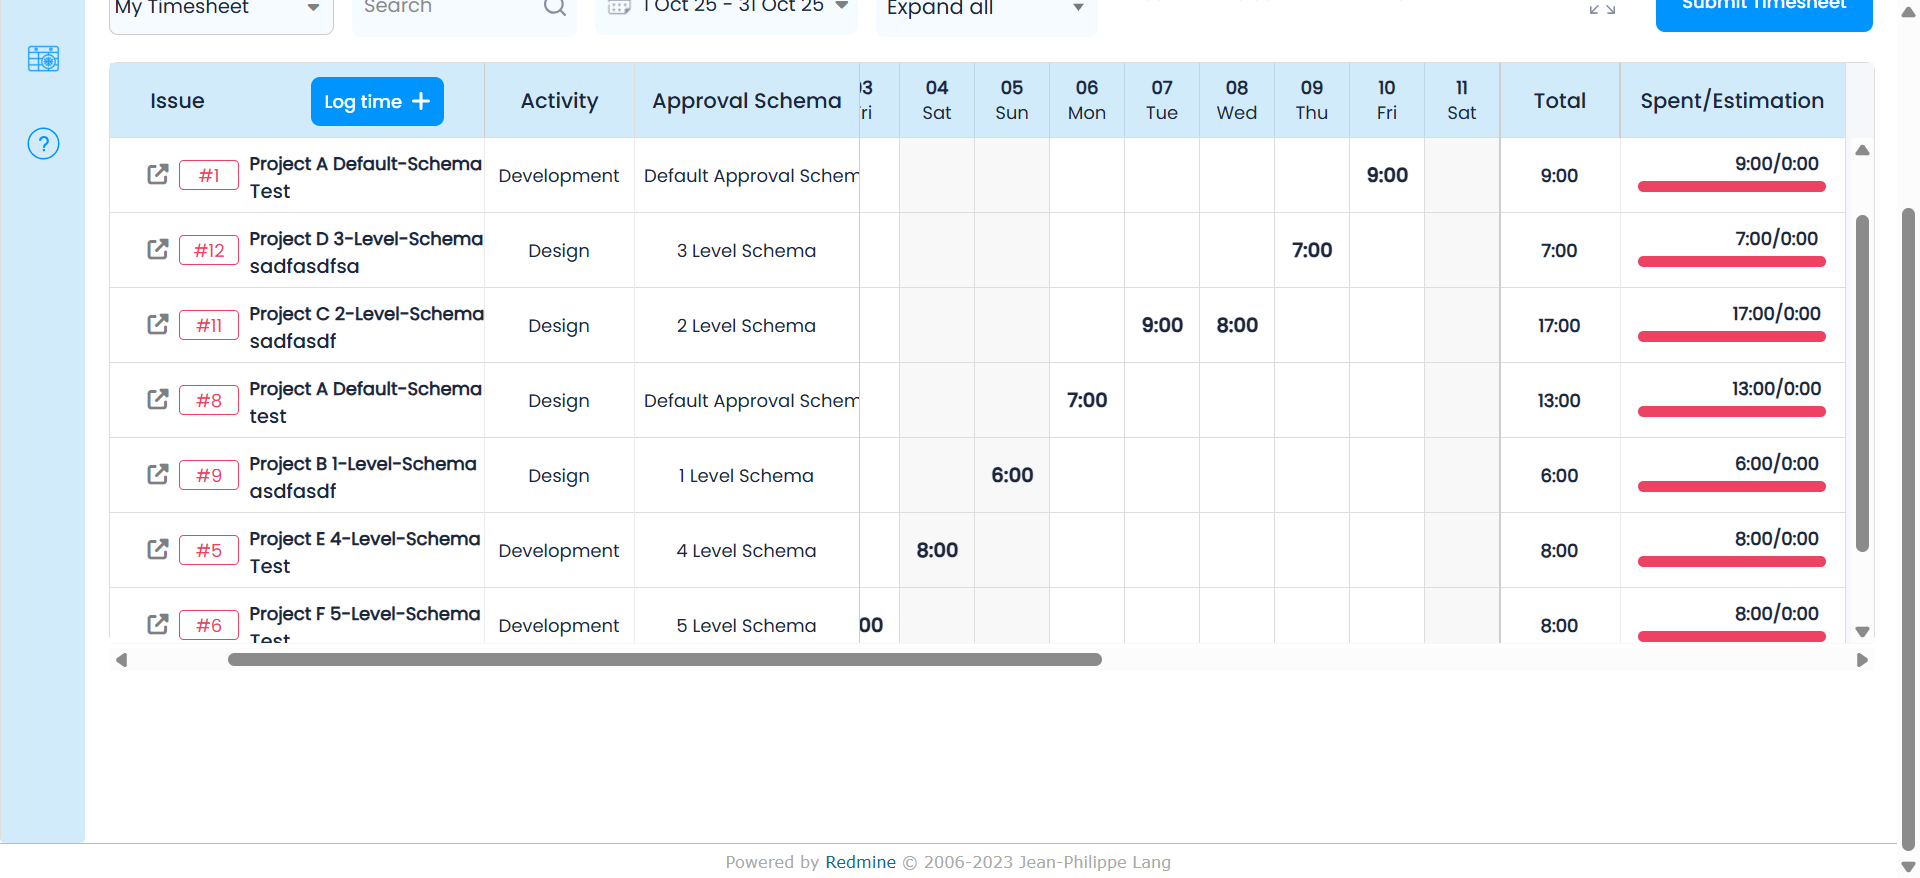 My Timesheet
Search
1 Oct 25 - 31 Oct 25
Expand all
Submit Timesheet
Issue Log time + Activity Approval Schema 03 Fri 04 Sat 05 Sun 06 Mon 07 Tue 08 Wed 09 Thu 10 Fri 11 Sat Total Spent/Estimation
#1 Project A Default-Schema Development Default Approval Schem 9:00 9:00 9:00/0:00
Test
#12 Project D 3-Level-Schema Design 3 Level Schema 7:00 7:00 7:00/0:00
sadfasdfsa
#11 Project C 2-Level-Schema Design 2 Level Schema 9:00 8:00 17:00 17:00/0:00
sadfasdf
#8 Project A Default-Schema Design Default Approval Schem 7:00 13:00 13:00/0:00
test
#9 Project B 1-Level-Schema Design 1 Level Schema 6:00 6:00 6:00/0:00
asdfasdf
#5 Project E 4-Level-Schema Development 4 Level Schema 8:00 8:00 8:00/0:00
Test
#6 Project F 5-Level-Schema Development 5 Level Schema 00 8:00 8:00/0:00
Test
Powered by Redmine © 2006-2023 Jean-Philippe Lang